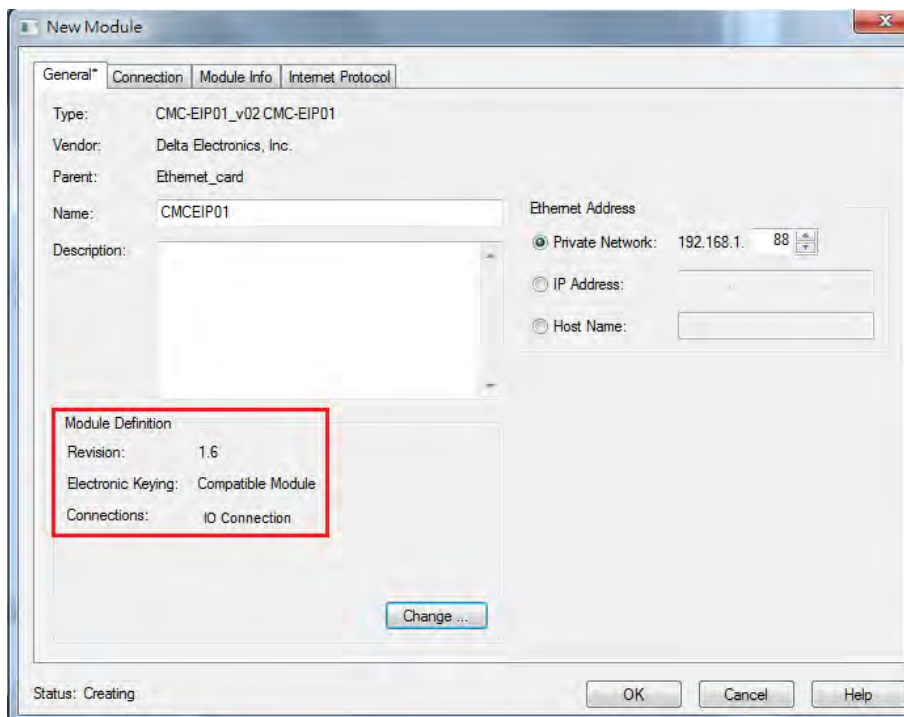 New Module
General* Connection Module Info Internet Protocol
Type: CMC-EIP01_v02 CMC-EIP01
Vendor: Delta Electronics, Inc.
Parent: Ethernet_card
Name: CMCEIP01
Description:
Ethernet Address
Private Network: 192.168.1. 88
IP Address:
Host Name:
Module Definition
Revision: 1.6
Electronic Keying: Compatible Module
Connections: IO Connection
Change ...
Status: Creating
OK Cancel Help